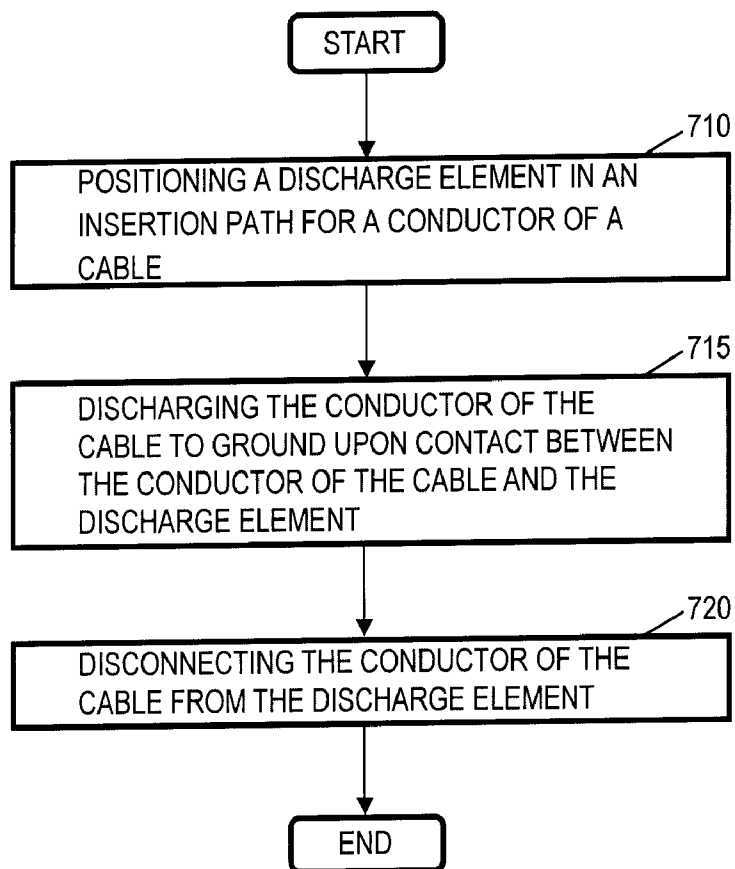 START
710
POSITIONING A DISCHARGE ELEMENT IN AN
INSERTION PATH FOR A CONDUCTOR OF A
CABLE
715
DISCHARGING THE CONDUCTOR OF THE
CABLE TO GROUND UPON CONTACT BETWEEN
THE CONDUCTOR OF THE CABLE AND THE
DISCHARGE ELEMENT
720
DISCONNECTING THE CONDUCTOR OF THE
CABLE FROM THE DISCHARGE ELEMENT
END